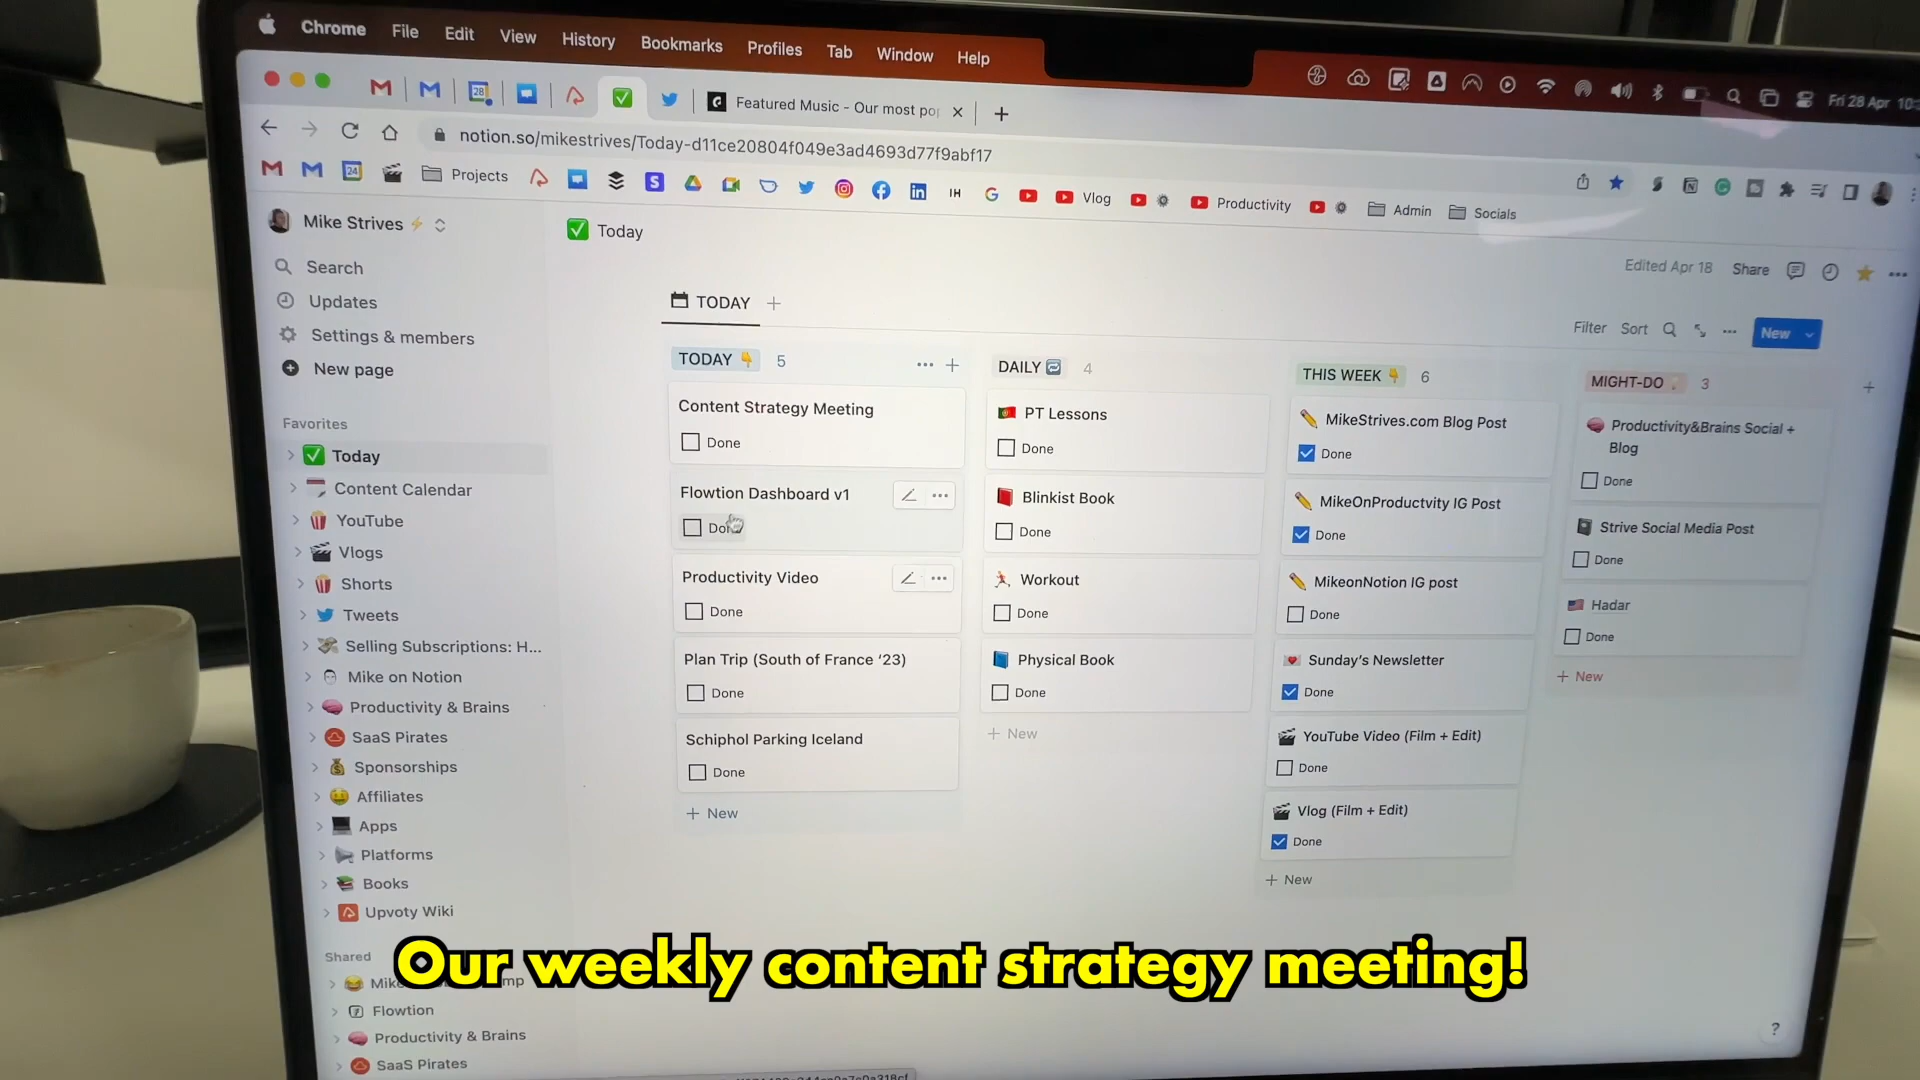 Chrome File Edit View History Bookmarks Profiles Tab Window Help
Fri 28 Apr
Featured Music - Our most
notion.so/mikestrives/Today-d11ce20804f049e3ad4693d77f9abf17
Projects
Vlog
Productivity
Admin
Socials
Mike Strives
Today
Edited Apr 18 Share
Search
Updates
Settings & members
New page
TODAY
Filter Sort New
Favorites
Today
Content Calendar
YouTube
Vlogs
Shorts
Tweets
Selling Subscriptions: H...
Mike on Notion
Productivity & Brains
SaaS Pirates
Sponsorships
Affiliates
Apps
Platforms
Books
Upvoty Wiki
Shared
Flowtion
Productivity & Brains
SaaS Pirates
TODAY 5
Content Strategy Meeting
Done
Flowtion Dashboard v1
Productivity Video
Done
Plan Trip (South of France ‘23)
Done
Schiphol Parking Iceland
Done
+ New
DAILY 4
PT Lessons
Done
Blinkist Book
Done
Workout
Done
Physical Book
Done
+ New
THIS WEEK 6
MikeStrives.com Blog Post
Done
MikeOnProductvity IG Post
Done
MikeonNotion IG post
Done
Sunday's Newsletter
Done
YouTube Video (Film + Edit)
Done
Vlog (Film + Edit)
Done
+ New
MIGHT-DO 3
Productivity&Brains Social +
Blog
Done
Strive Social Media Post
Done
Hadar
Done
+ New
Our weekly content strategy meeting!